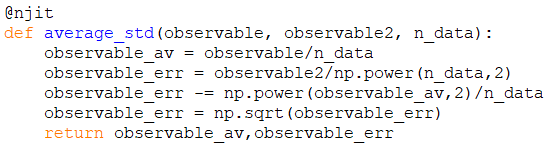 @njit
def average_std(observable, observable2, n_data):
    observable_av = observable/n_data
    observable_err = observable2/np.power(n_data,2)
    observable_err -= np.power(observable_av,2)/n_data
    observable_err = np.sqrt(observable_err)
    return observable_av,observable_err